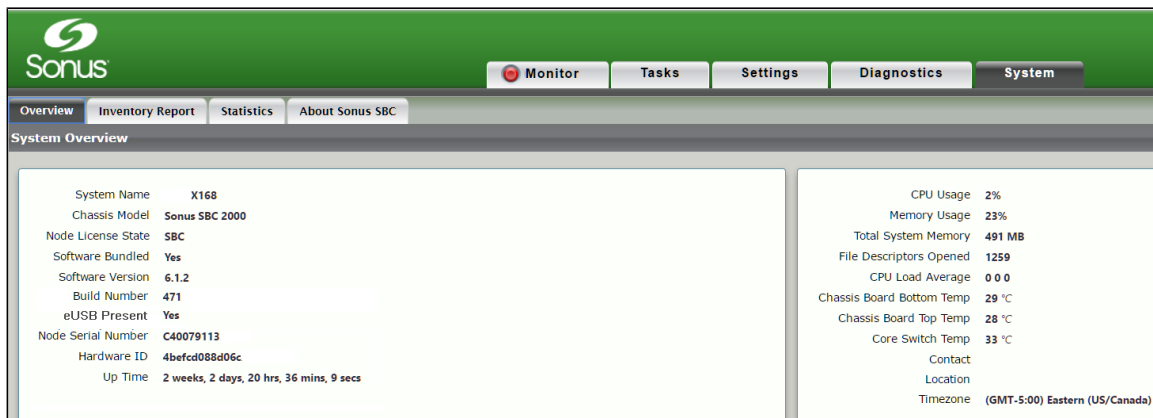 Sonus
Monitor Tasks Settings Diagnostics System
Overview Inventory Report Statistics About Sonus SBC
System Overview
System Name X168
Chassis Model Sonus SBC 2000
Node License State SBC
Software Bundled Yes
Software Version 6.1.2
Build Number 471
eUSB Present Yes
Node Serial Number C40079113
Hardware ID 4befcd088d06c
Up Time 2 weeks, 2 days, 20 hrs, 36 mins, 9 secs
CPU Usage 2%
Memory Usage 23%
Total System Memory 491 MB
File Descriptors Opened 1259
CPU Load Average 0 0 0
Chassis Board Bottom Temp 29 °C
Chassis Board Top Temp 28 °C
Core Switch Temp 33 °C
Contact
Location
Timezone (GMT-5:00) Eastern (US/Canada)